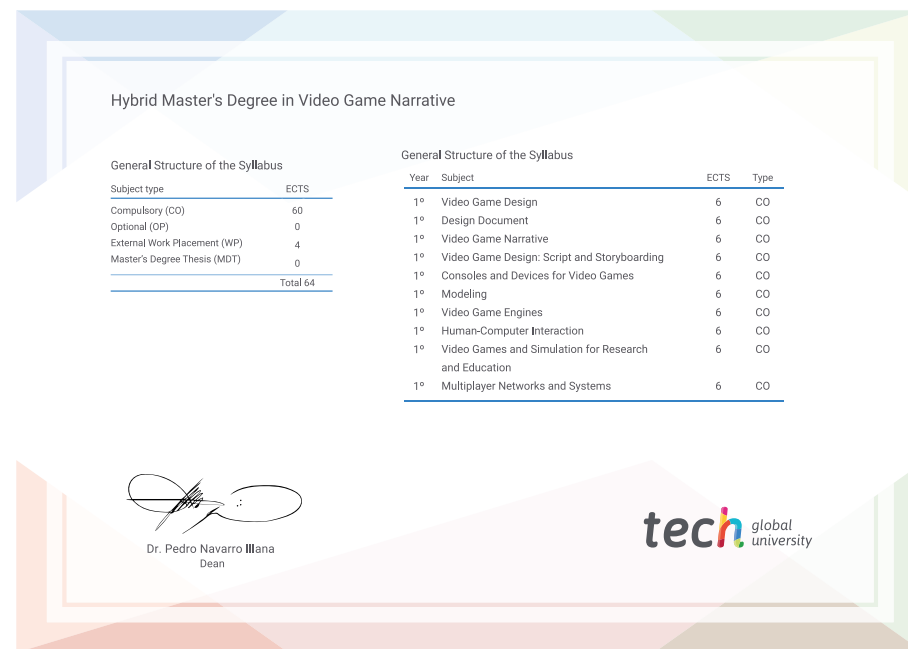 Hybrid Master's Degree in Video Game Narrative
General Structure of the Syllabus
Subject type ECTS
Compulsory (CO) 60
Optional (OP) 0
External Work Placement (WP) 4
Master's Degree Thesis (MDT) 0
Total 64
General Structure of the Syllabus
Year Subject ECTS Type
1º Video Game Design 6 CO
1º Design Document 6 CO
1º Video Game Narrative 6 CO
1º Video Game Design: Script and Storyboarding 6 CO
1º Consoles and Devices for Video Games 6 CO
1º Modeling 6 CO
1º Video Game Engines 6 CO
1º Human-Computer Interaction 6 CO
1º Video Games and Simulation for Research 6 CO
and Education
1º Multiplayer Networks and Systems 6 CO
Dr. Pedro Navarro Illana
Dean
tech global
university